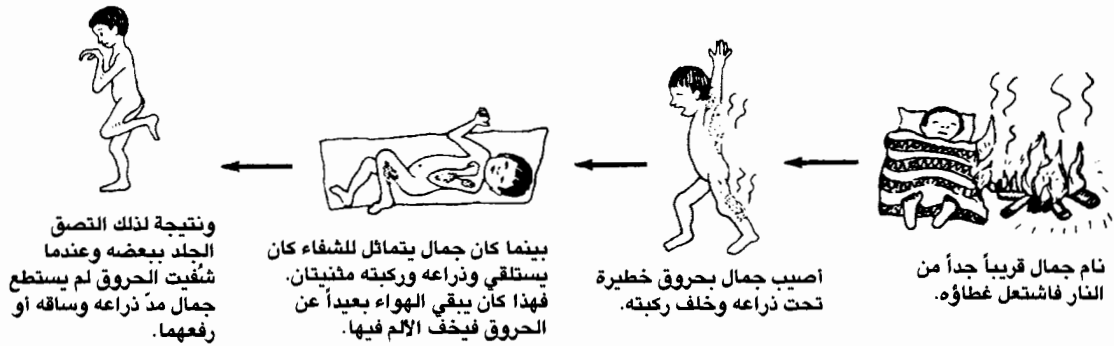 نام جمال قريباً جداً من
النار فاشتعل غطاؤه.
أصيب جمال بحروق خطيرة
تحت ذراعه وخلف ركبته.
بينما كان جمال يتماثل للشفاء كان
يستلقي وذراعه وركبته مثنيتان.
فهذا كان يبقي الهواء بعيداً عن
الحروق فيخف الألم فيها.
ونتيجة لذلك التصق
الجلد ببعضه وعندما
شُفيت الحروق لم يستطع
جمال مدّ ذراعه وساقه أو
رفعهما.